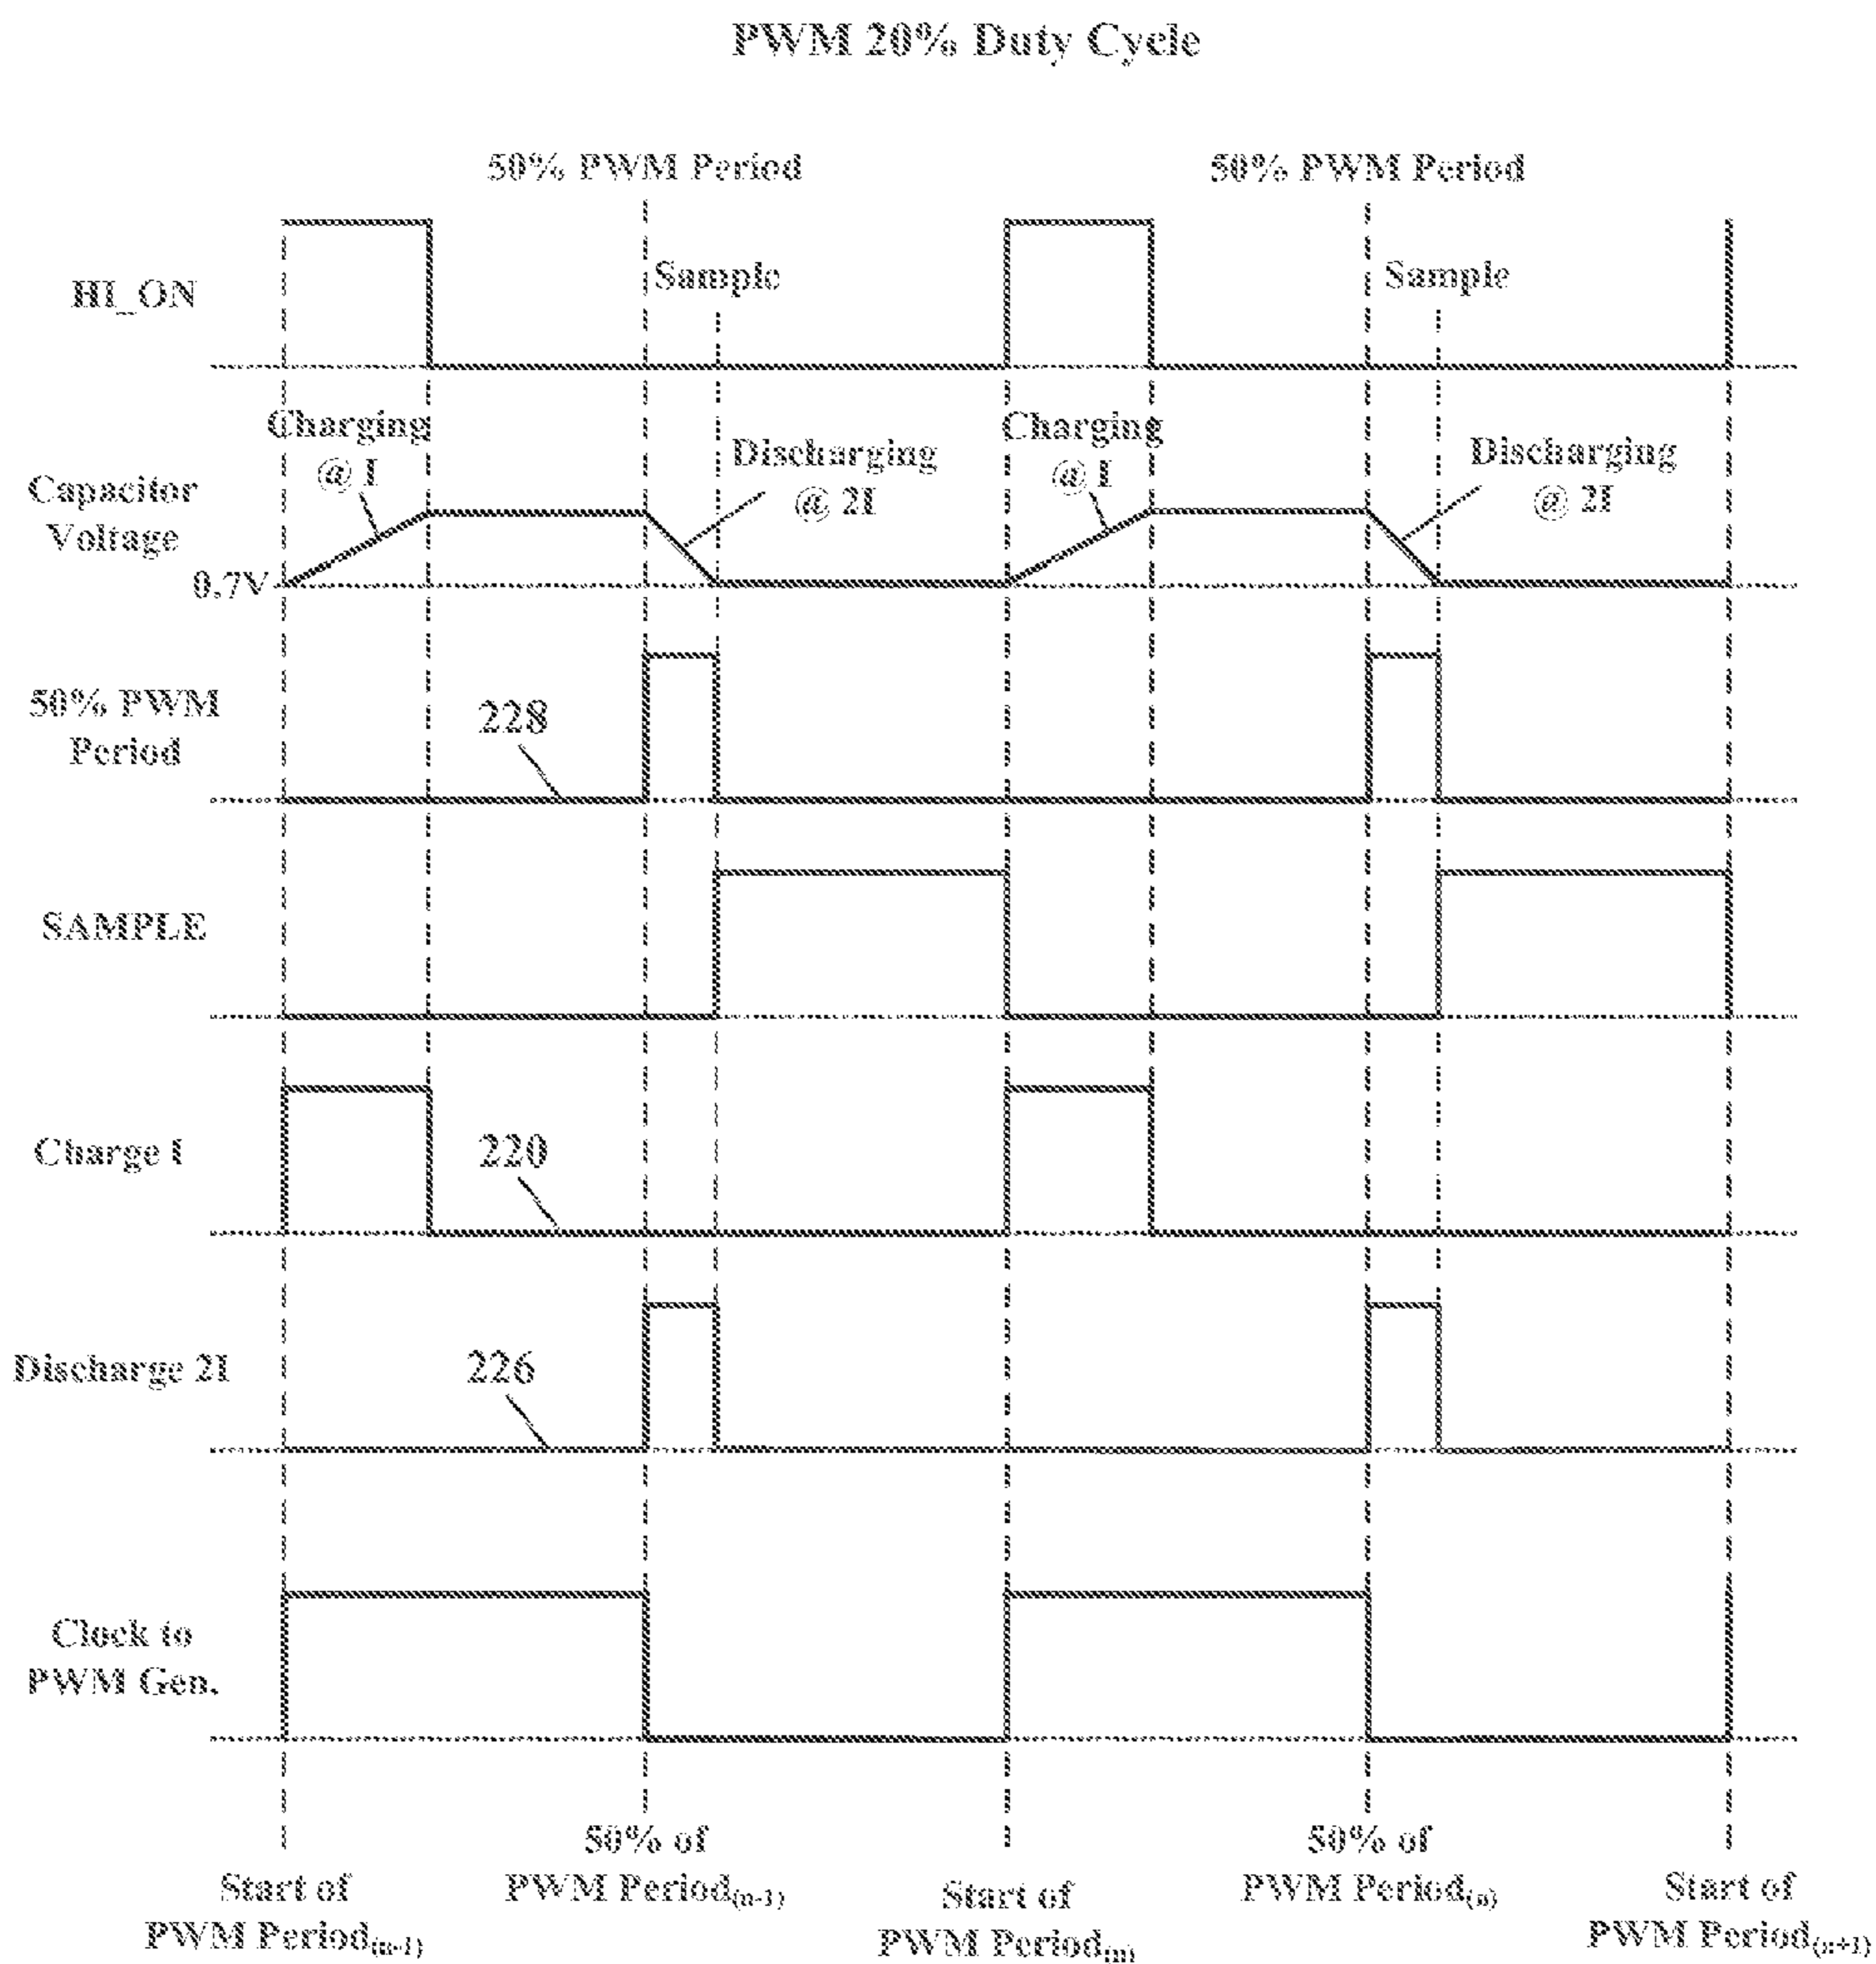 PWM 20% Duty Cycle
50% PWM Period
50% PWM Period
HI_ON
Sample
Sample
Charging
@ I
Discharging
@ 2I
Charging
@ I
Discharging
@ 2I
Capacitor
Voltage
0.7V
50% PWM
Period
228
SAMPLE
Charge I
220
Discharge 2I
226
Clock to
PWM Gen.
Start of
PWM Period(n-1)
50% of
PWM Period(n-1)
Start of
PWM Period(n)
50% of
PWM Period(n)
Start of
PWM Period(n+1)